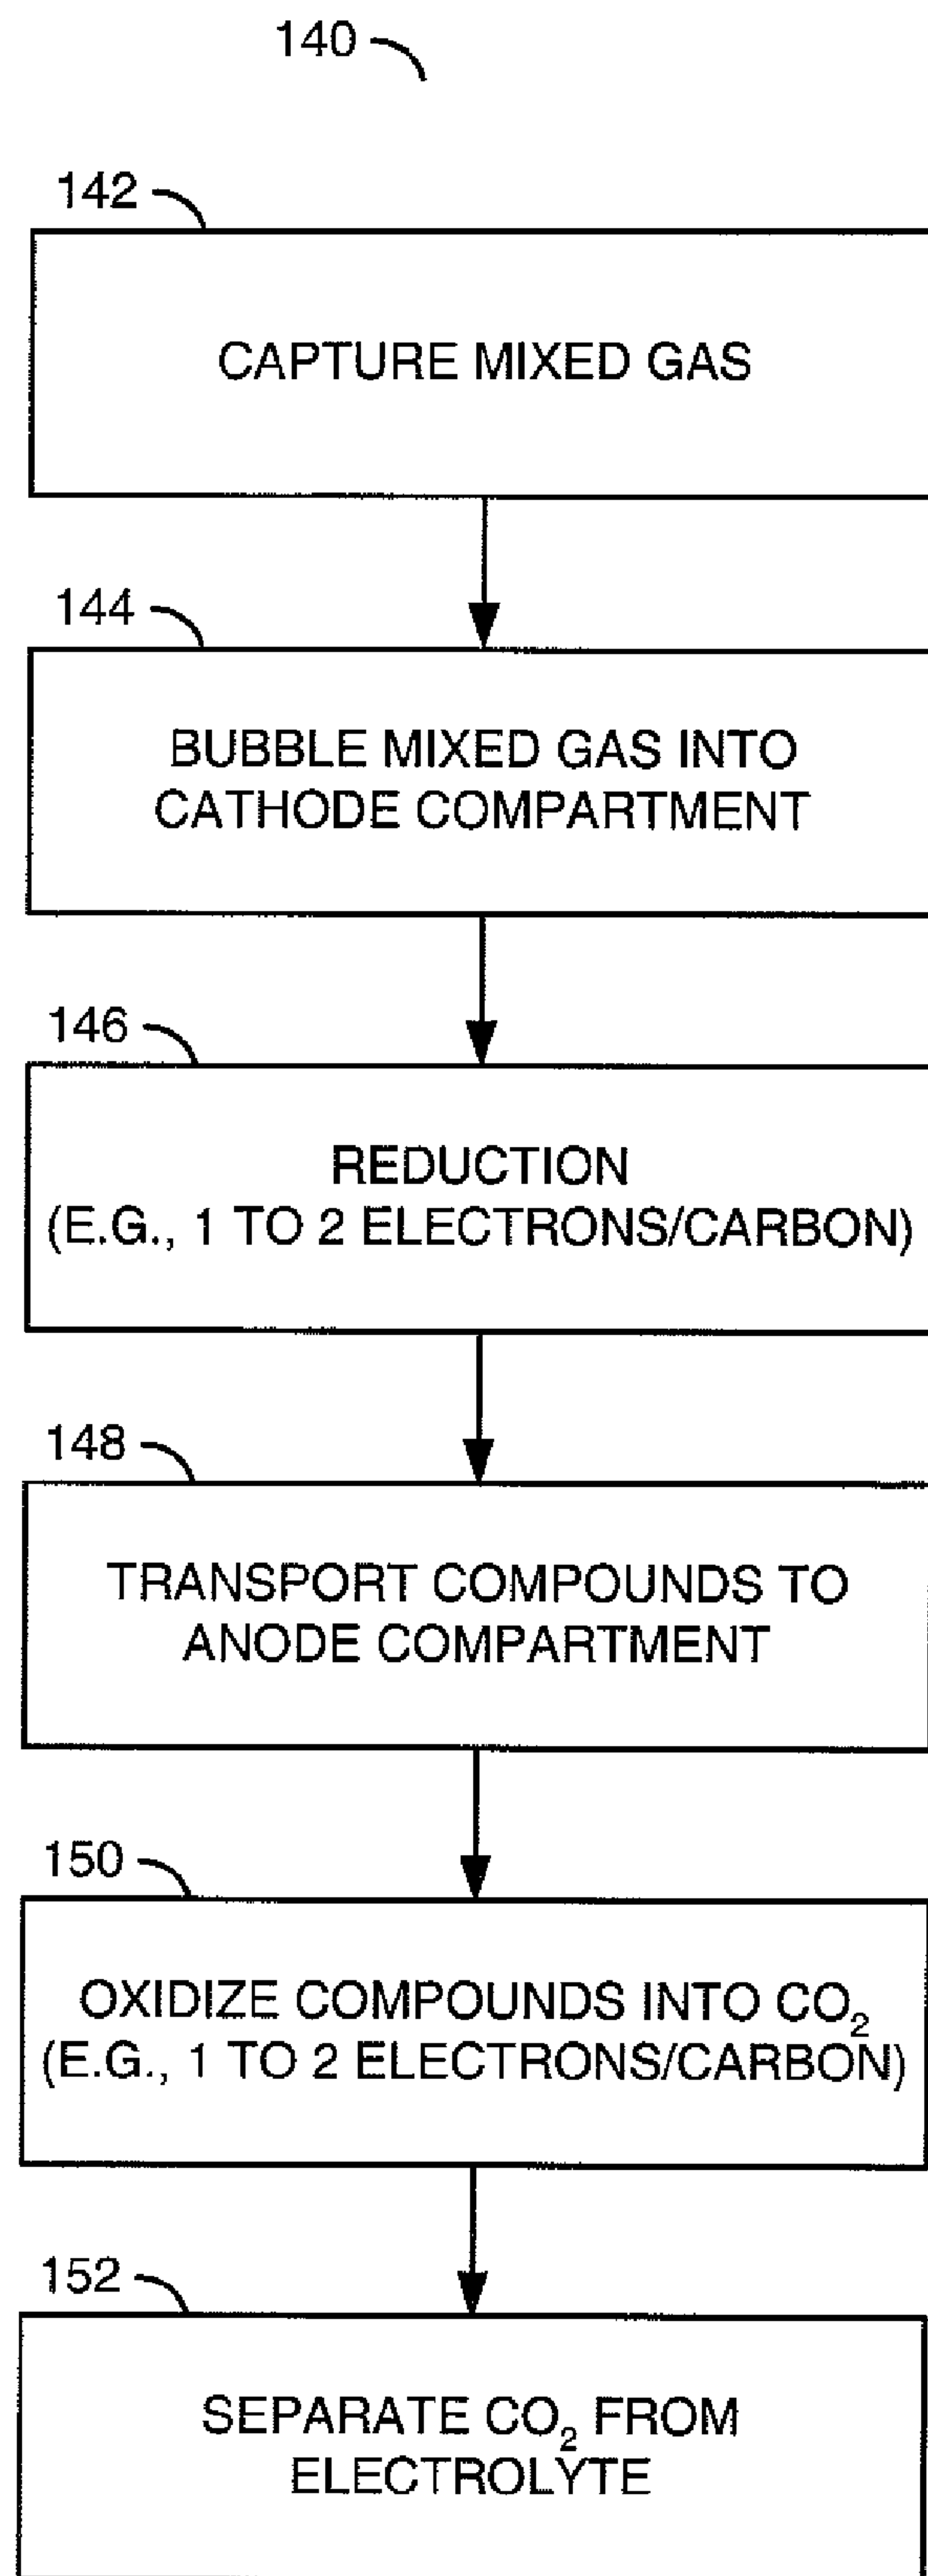 140
142
CAPTURE MIXED GAS
144
BUBBLE MIXED GAS INTO
CATHODE COMPARTMENT
146
REDUCTION
(E.G., 1 TO 2 ELECTRONS/CARBON)
148
TRANSPORT COMPOUNDS TO
ANODE COMPARTMENT
150
OXIDIZE COMPOUNDS INTO CO₂
(E.G., 1 TO 2 ELECTRONS/CARBON)
152
SEPARATE CO₂ FROM
ELECTROLYTE